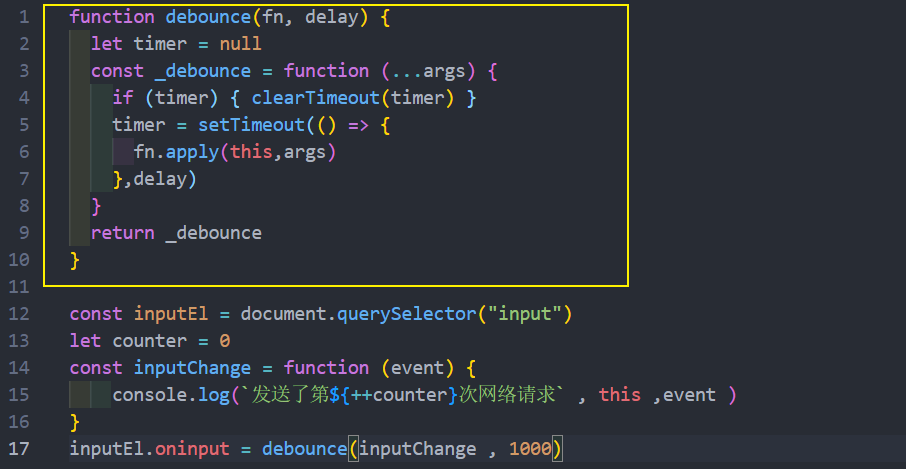 1 function debounce(fn, delay) {
2 let timer = null
3 const _debounce = function (...args) {
4 if (timer) { clearTimeout(timer) }
5 timer = setTimeout(() => {
6 fn.apply(this,args)
7 },delay)
8 }
9 return _debounce
10 }
11
12 const inputEl = document.querySelector("input")
13 let counter = 0
14 const inputChange = function (event) {
15 console.log(`发送了第${++counter}次网络请求` , this ,event )
16 }
17 inputEl.oninput = debounce(inputChange , 1000)